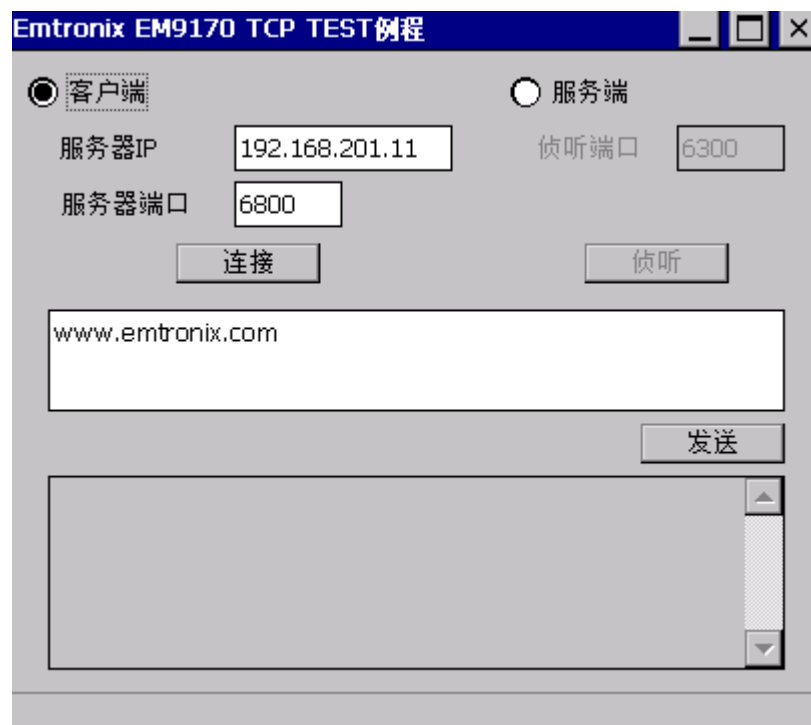 Emtronix EM9170 TCP TEST例程
客户端
服务端
服务器IP
192.168.201.11
侦听端口
6300
服务器端口
6800
连接
侦听
www.emtronix.com
发送